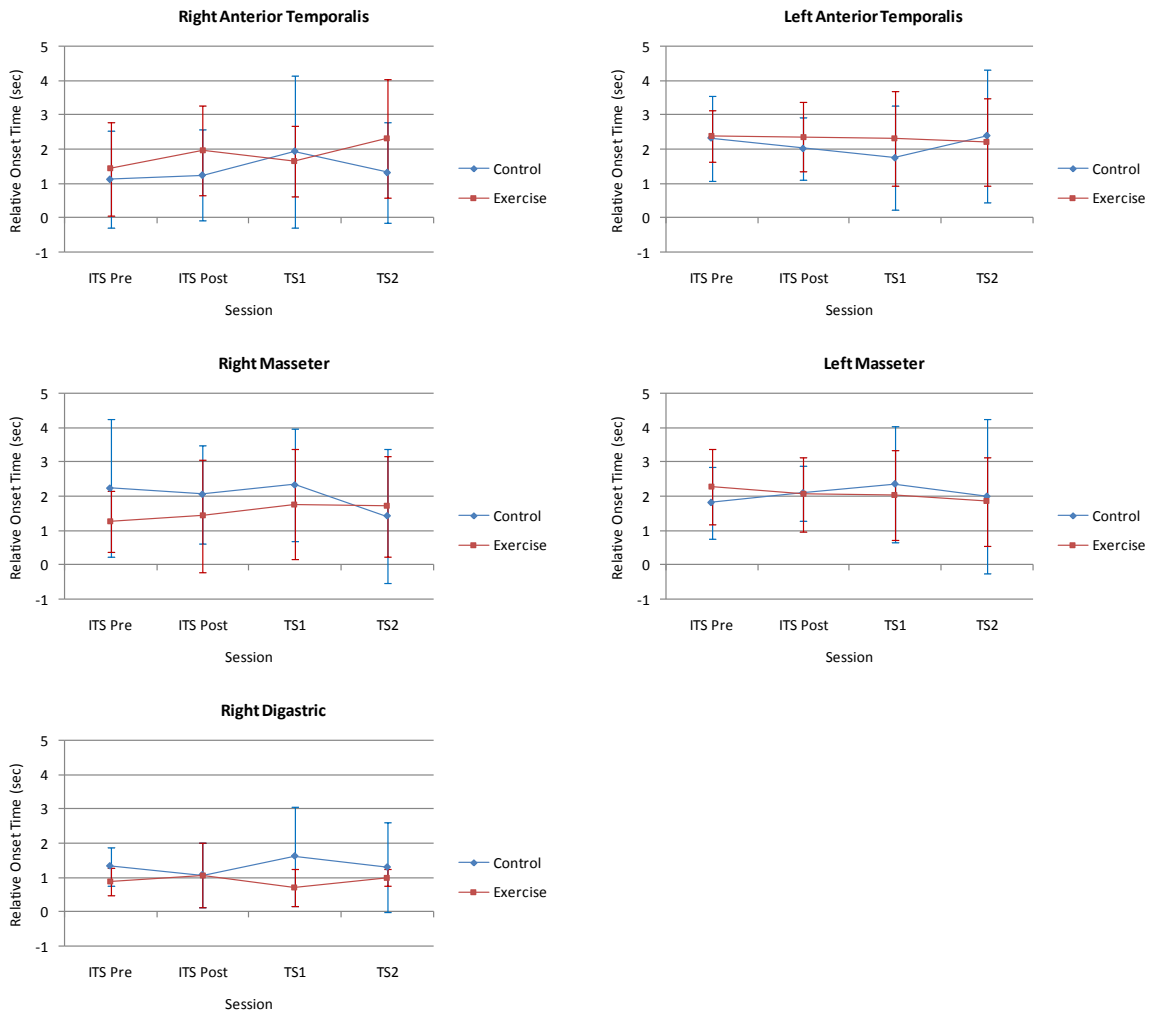 Right Anterior Temporalis
Relative Onset Time (sec)
5
4
3
2
1
0
-1
ITS Pre ITS Post TS1 TS2
Session
Control
Exercise
Left Anterior Temporalis
Relative Onset Time (sec)
5
4
3
2
1
0
-1
ITS Pre ITS Post TS1 TS2
Session
Control
Exercise
Right Masseter
Relative Onset Time (sec)
5
4
3
2
1
0
-1
ITS Pre ITS Post TS1 TS2
Session
Control
Exercise
Left Masseter
Relative Onset Time (sec)
5
4
3
2
1
0
-1
ITS Pre ITS Post TS1 TS2
Session
Control
Exercise
Right Digastric
Relative Onset Time (sec)
5
4
3
2
1
0
-1
ITS Pre ITS Post TS1 TS2
Session
Control
Exercise